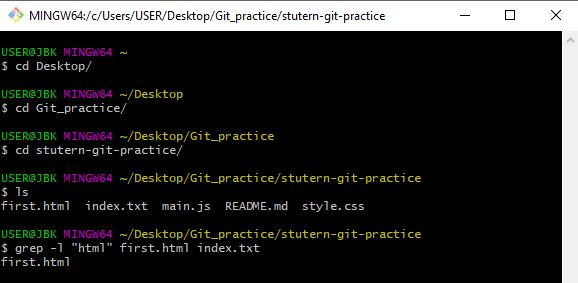 MINGW64:/c/Users/USER/Desktop/Git_practice/stutern-git-practice
USER@JBK MINGW64 ~
$ cd Desktop/
USER@JBK MINGW64 ~/Desktop
$ cd Git_practice/
USER@JBK MINGW64 ~/Desktop/Git_practice
$ cd stutern-git-practice/
USER@JBK MINGW64 ~/Desktop/Git_practice/stutern-git-practice
$ ls
first.html  index.txt  main.js  README.md  style.css
USER@JBK MINGW64 ~/Desktop/Git_practice/stutern-git-practice
$ grep -l "html" first.html index.txt
first.html